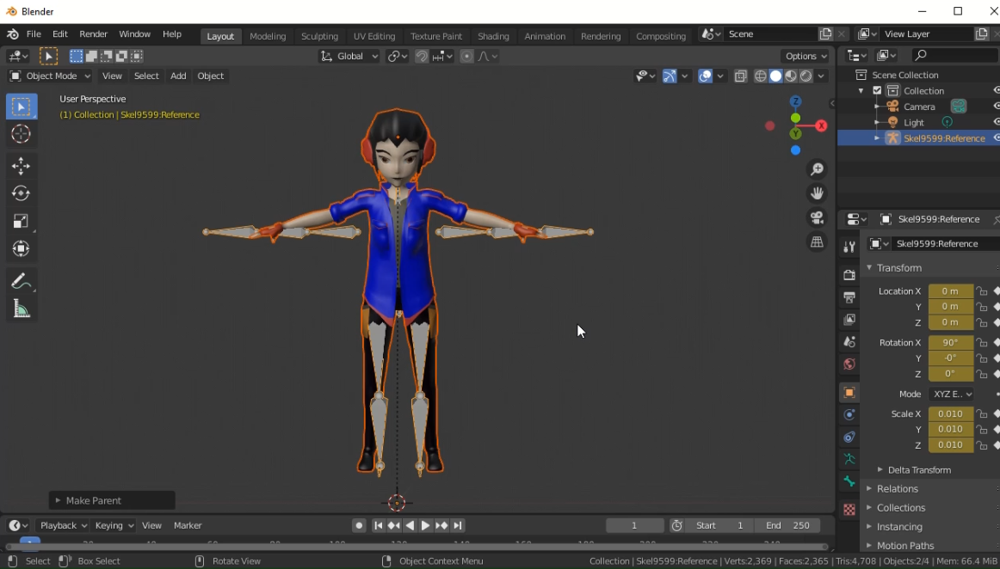 Blender
File Edit Render Window Help Layout Modeling Sculpting UV Editing Texture Paint Shading Animation Rendering Compositing Scene View Layer
Global Options
Object Mode View Select Add Object
User Perspective
(1) Collection | Skel9599:Reference
Z
X
Y
Scene Collection
Collection
Camera
Light
Skel9599:Reference
Skel9599:Reference
Skel9599:Reference
Transform
Location X 0 m
Y 0 m
Z 0 m
Rotation X 90°
Y -0°
Z 0°
Mode XYZ E..
Scale X 0.010
Y 0.010
Z 0.010
Delta Transform
Relations
Collections
Instancing
Motion Paths
Make Parent
Playback Keying View Marker 1 Start 1 End 250
Select Box Select Rotate View Object Context Menu Collection | Skel9599:Reference | Verts:2,369 | Faces:2,365 | Tris:4,708 | Objects:2/4 | Mem: 66.4 MiB